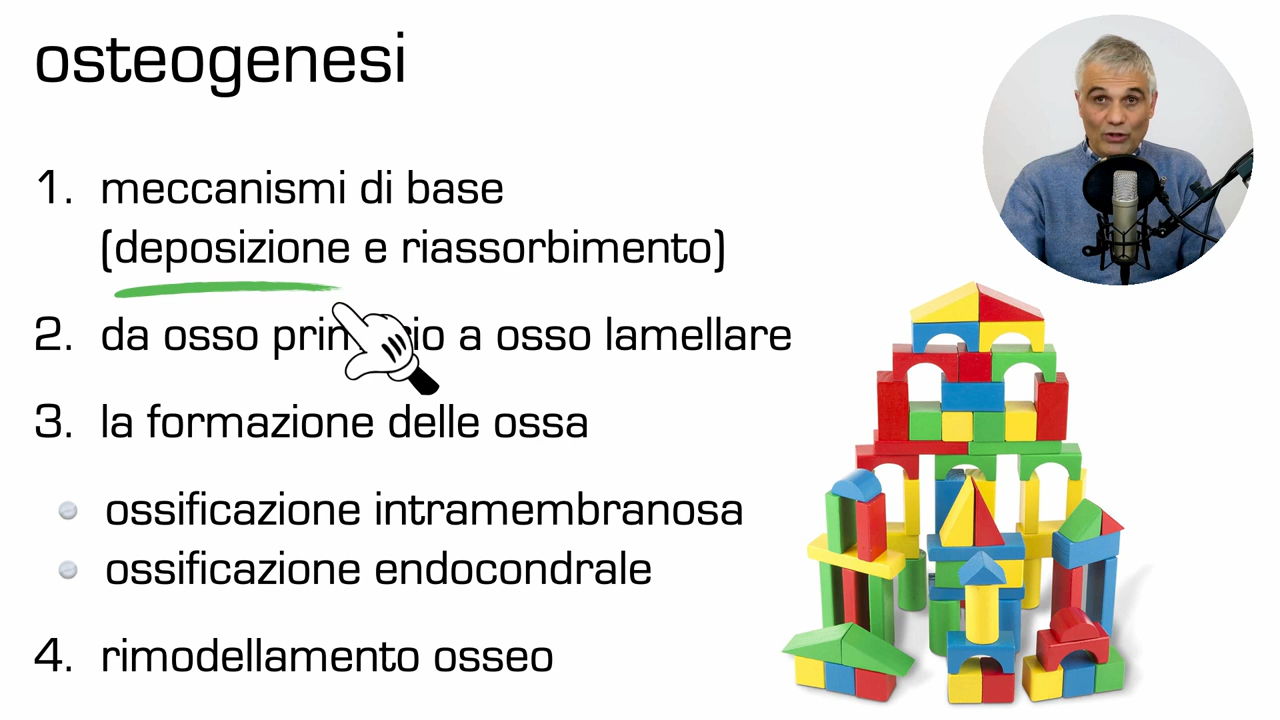 osteogenesi
1. meccanismi di base
(deposizione e riassorbimento)
2. da osso primario a osso lamellare
3. la formazione delle ossa
ossificazione intramembranosa
ossificazione endocondrale
4. rimodellamento osseo